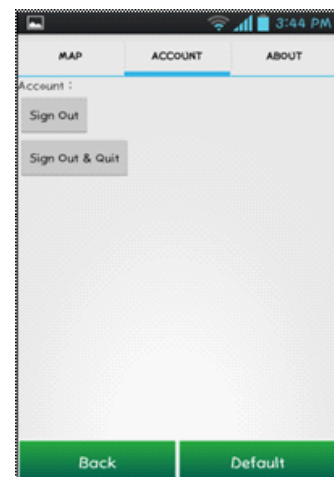 3:44 PM
MAP ACCOUNT ABOUT
Account :
Sign Out
Sign Out & Quit
Back Default